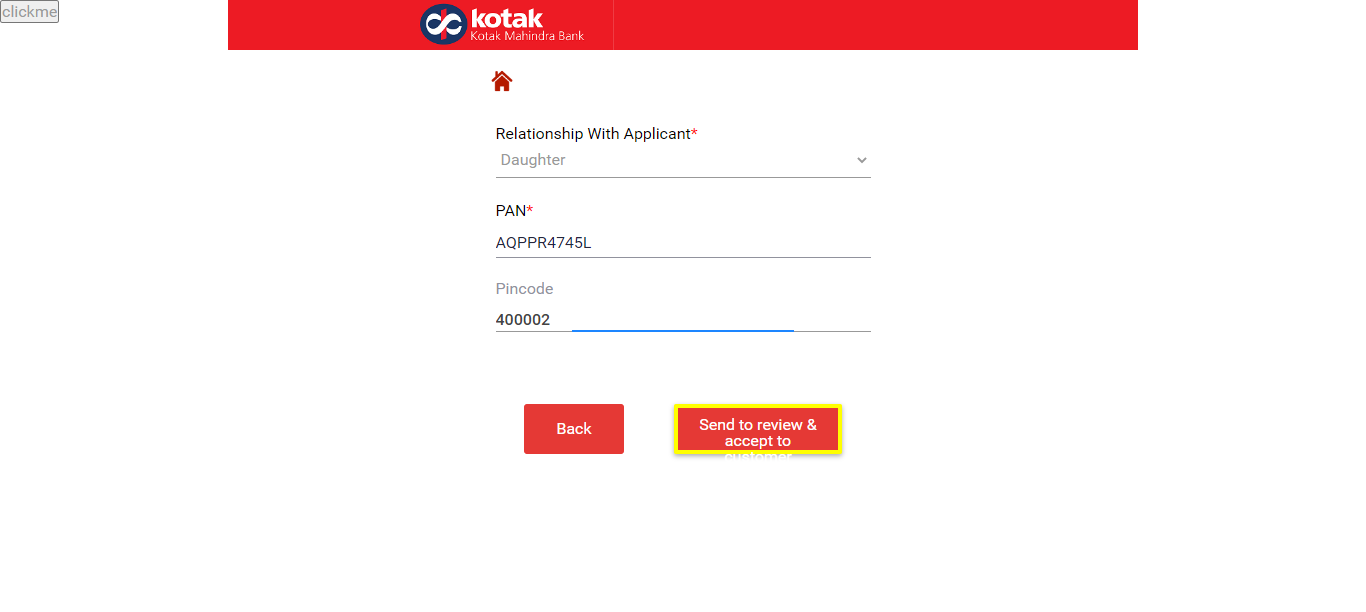 clickme
kotak
Kotak Mahindra Bank
Relationship With Applicant*
Daughter
PAN*
AQPPR4745L
Pincode
400002
Back
Send to review &
accept to
customer